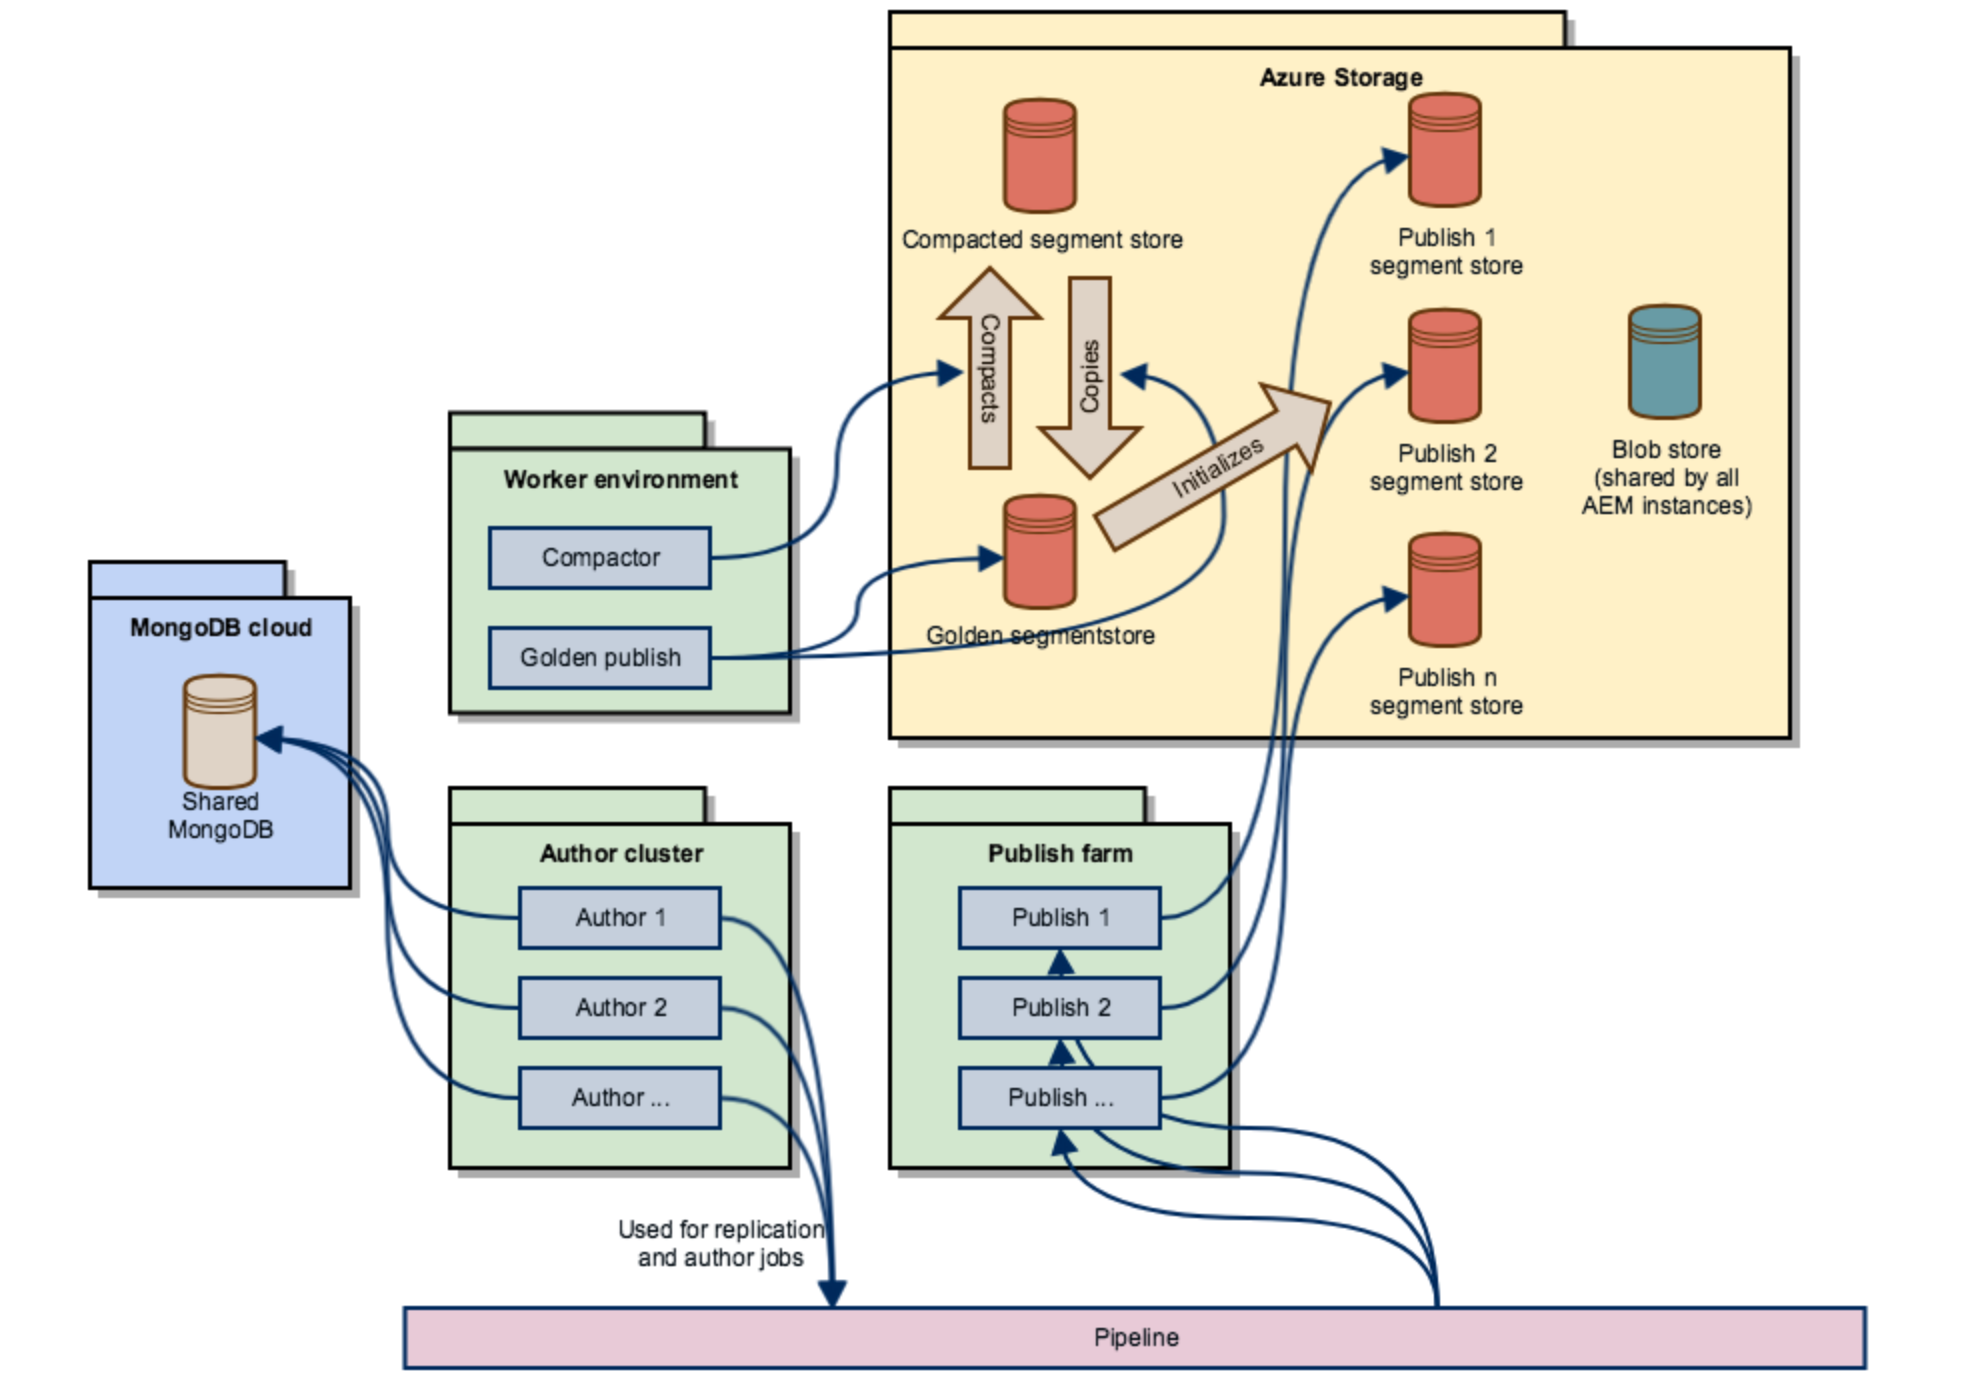 Azure Storage
Compacted segment store
Publish 1
segment store
Compacts
Copies
Initializes
Publish 2
segment store
Blob store
(shared by all
AEM instances)
Golden segmentstore
Publish n
segment store
Worker environment
Compactor
Golden publish
MongoDB cloud
Shared
MongoDB
Author cluster
Author 1
Author 2
Author ...
Publish farm
Publish 1
Publish 2
Publish ...
Used for replication
and author jobs
Pipeline